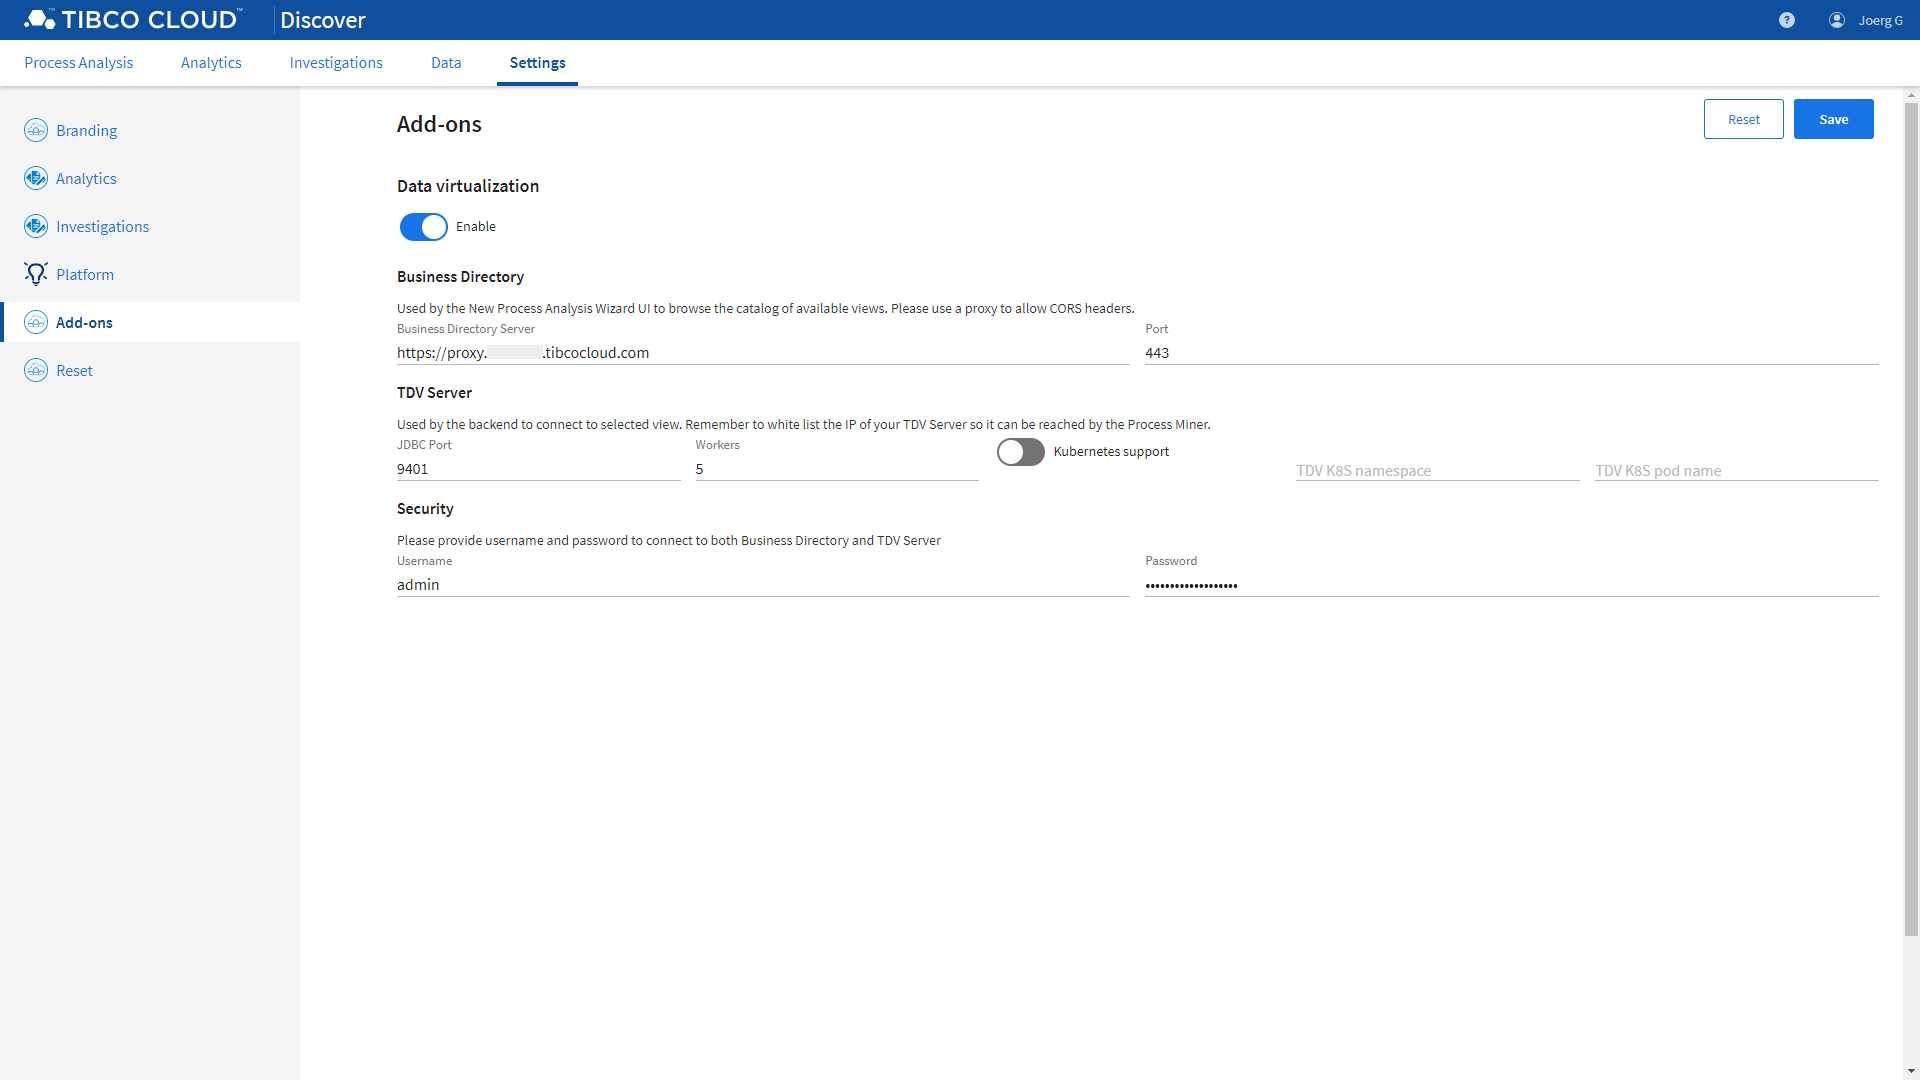 TIBCO CLOUD™ Discover ? Joerg G
Process Analysis Analytics Investigations Data Settings
Branding
Analytics
Investigations
Platform
Add-ons
Reset
Add-ons
Reset Save
Data virtualization
Enable
Business Directory
Used by the New Process Analysis Wizard UI to browse the catalog of available views. Please use a proxy to allow CORS headers.
Business Directory Server Port
https://proxy. .tibcocloud.com 443
TDV Server
Used by the backend to connect to selected view. Remember to white list the IP of your TDV Server so it can be reached by the Process Miner.
JDBC Port Workers Kubernetes support
9401 5 TDV K8S namespace TDV K8S pod name
Security
Please provide username and password to connect to both Business Directory and TDV Server
Username Password
admin •••••••••••••••••••